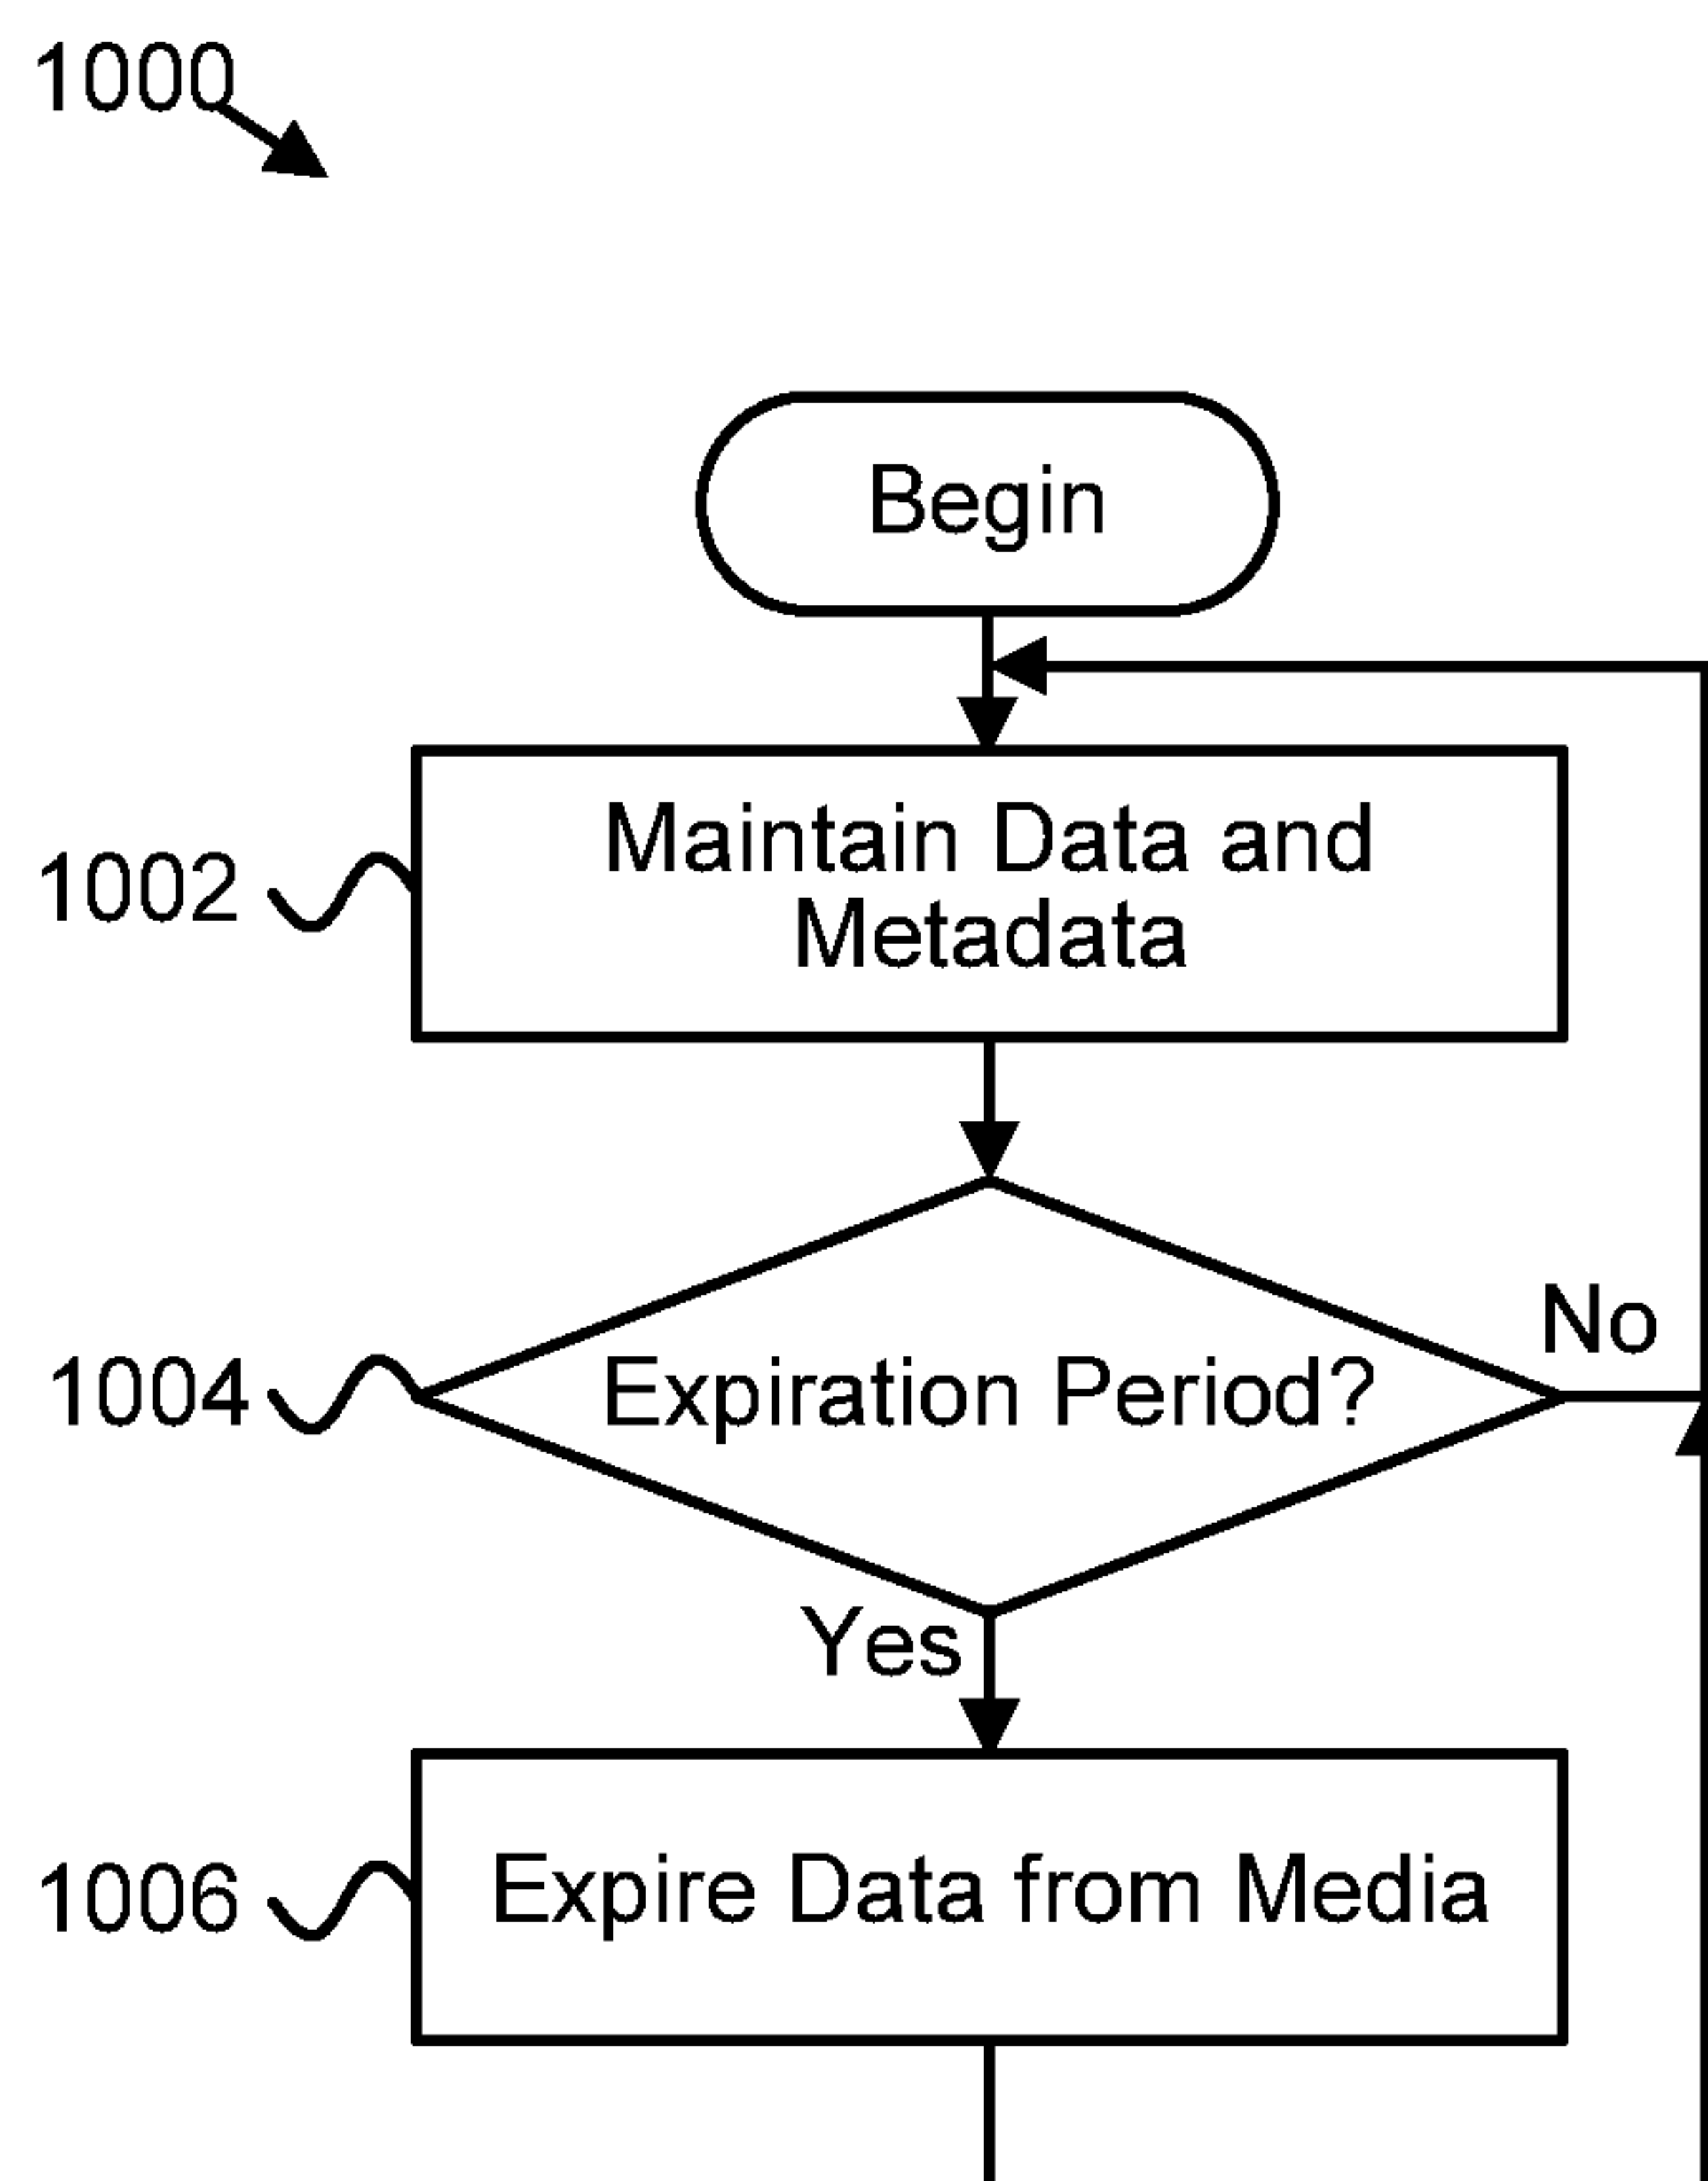 1000
Begin
Maintain Data and
Metadata
1002
Expiration Period?
1004
No
Yes
Expire Data from Media
1006